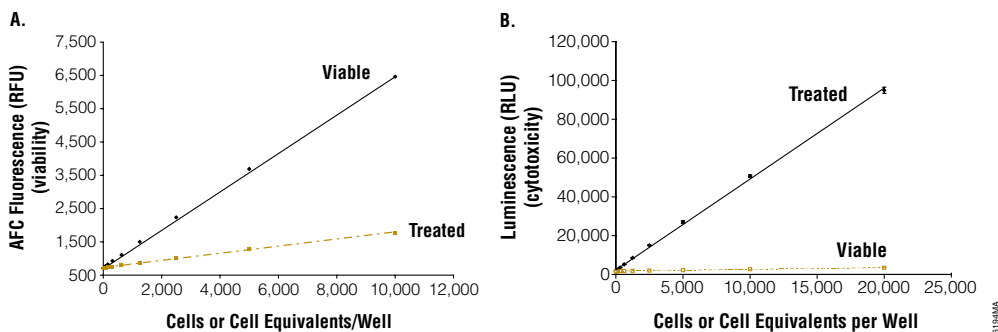 A.
AFC Fluorescence (RFU)
(viability)
7,500
6,500
5,500
4,500
3,500
2,500
1,500
500
Viable
Treated
0
2,000
4,000
6,000
8,000
10,000
12,000
Cells or Cell Equivalents/Well
B.
Luminescence (RLU)
(cytotoxicity)
120,000
100,000
80,000
60,000
40,000
20,000
0
Treated
Viable
0
5,000
10,000
15,000
20,000
25,000
Cells or Cell Equivalents per Well